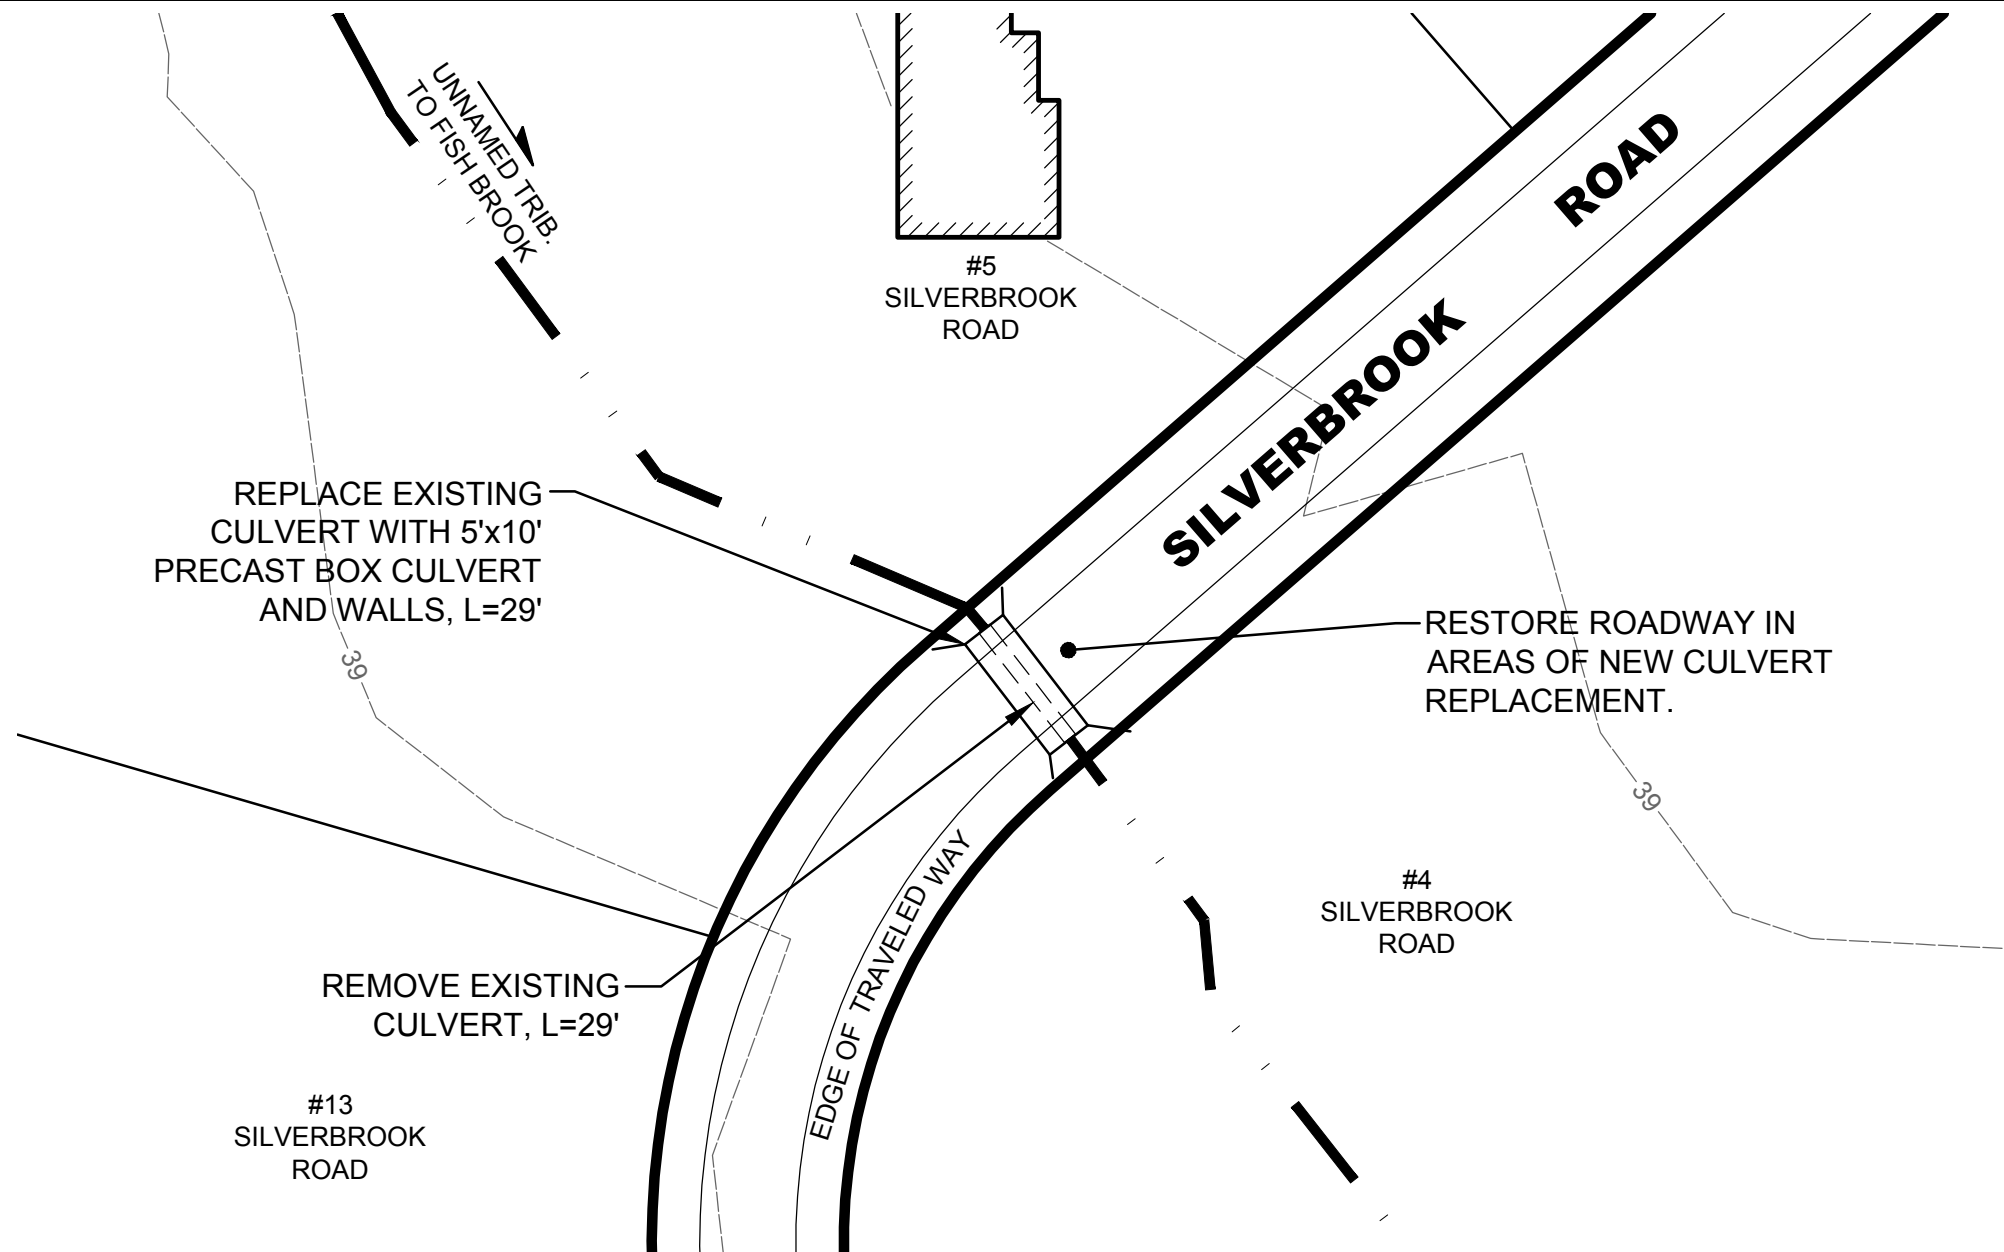 UNNAMED TRIB.
TO FISH BROOK
#5
SILVERBROOK
ROAD
SILVERBROOK ROAD
REPLACE EXISTING
CULVERT WITH 5'x10'
PRECAST BOX CULVERT
AND WALLS, L=29'
39
RESTORE ROADWAY IN
AREAS OF NEW CULVERT
REPLACEMENT.
39
#4
SILVERBROOK
ROAD
EDGE OF TRAVELED WAY
REMOVE EXISTING
CULVERT, L=29'
#13
SILVERBROOK
ROAD